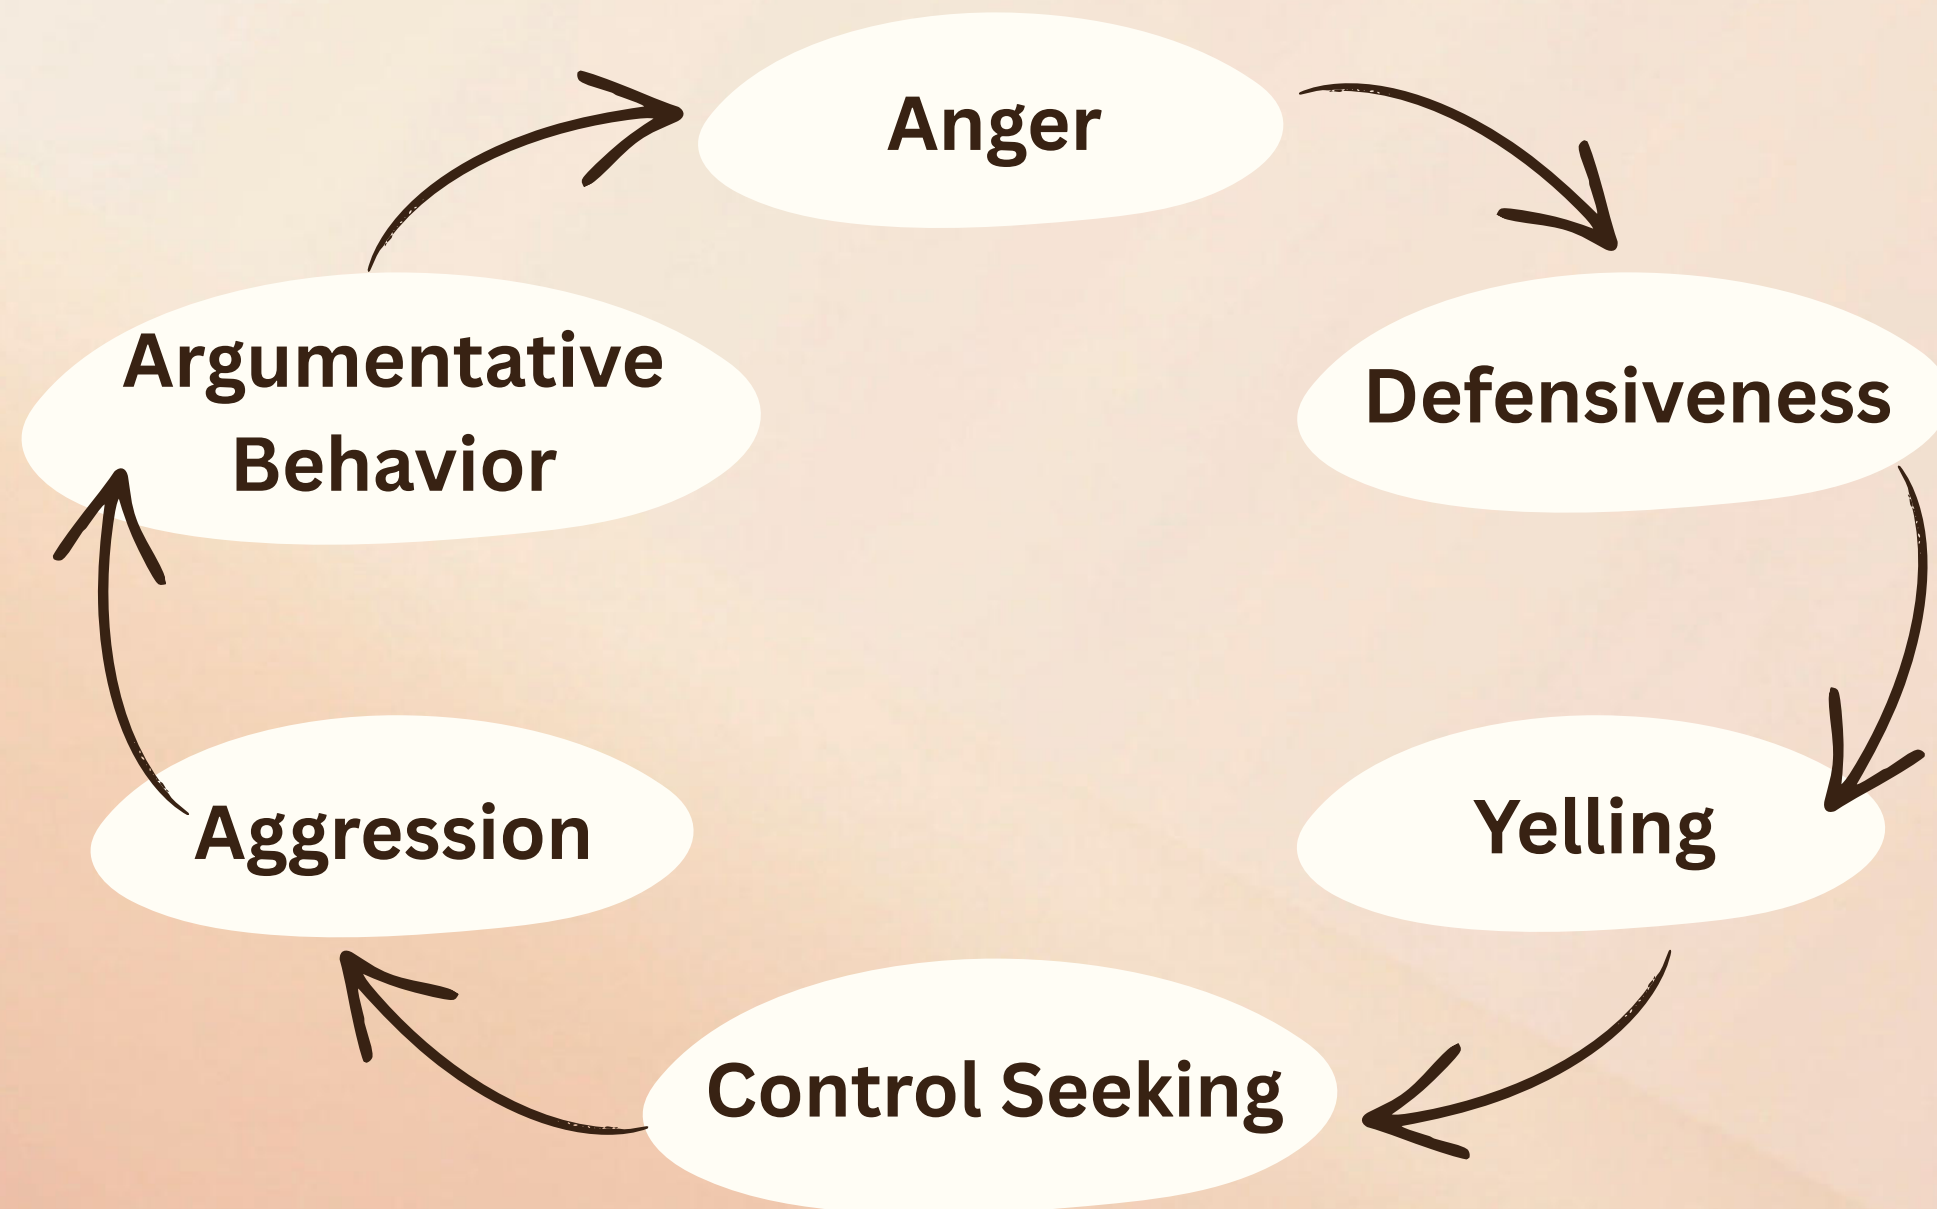 Anger
Defensiveness
Yelling
Control Seeking
Aggression
Argumentative
Behavior